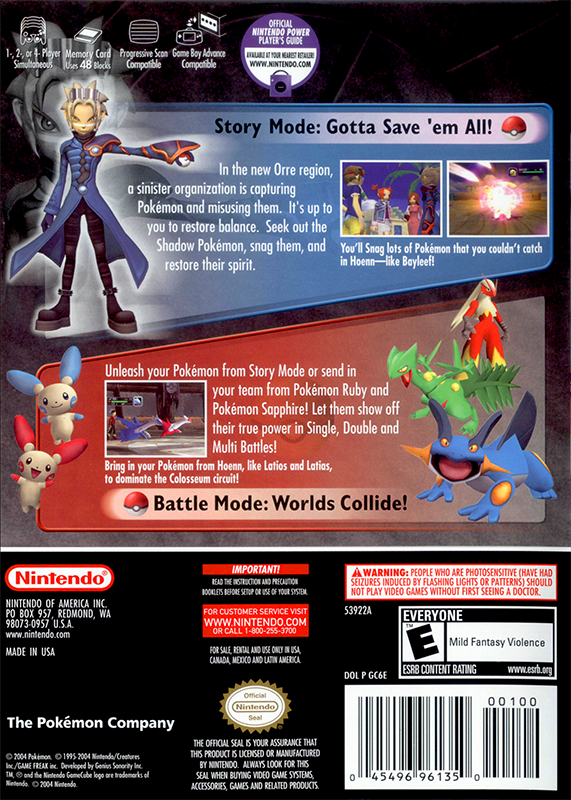 1-, 2-, or 4- Player
Simultaneous
Memory Card
Uses 48 Blocks
Progressive Scan
Compatible
Game Boy Advance
Compatible
OFFICIAL
NINTENDO POWER
PLAYER'S GUIDE
AVAILABLE AT YOUR NEAREST RETAILER!
WWW.NINTENDO.COM
Story Mode: Gotta Save 'em All!
In the new Orre region,
a sinister organization is capturing
Pokémon and misusing them. It's up to
you to restore balance. Seek out the
Shadow Pokémon, snag them, and
restore their spirit.
You'll Snag lots of Pokémon that you couldn't catch
in Hoenn—like Bayleef!
Unleash your Pokémon from Story Mode or send in
your team from Pokémon Ruby and
Pokémon Sapphire! Let them show off
their true power in Single, Double and
Multi Battles!
Bring in your Pokémon from Hoenn, like Latios and Latias,
to dominate the Colosseum circuit!
Battle Mode: Worlds Collide!
Nintendo®
NINTENDO OF AMERICA INC.
PO BOX 957, REDMOND, WA
98073-0957 U.S.A.
www.nintendo.com
MADE IN USA
The Pokémon Company
© 2004 Pokémon. © 1995-2004 Nintendo/Creatures
Inc./GAME FREAK inc. Developed by Genius Sonority Inc.
TM, ® and the Nintendo GameCube logo are trademarks of
Nintendo. © 2004 Nintendo.
IMPORTANT!
READ THE INSTRUCTION AND PRECAUTION
BOOKLETS BEFORE SETUP OR USE OF YOUR SYSTEM.
FOR CUSTOMER SERVICE VISIT
WWW.NINTENDO.COM
OR CALL 1-800-255-3700
FOR SALE, RENTAL AND USE ONLY IN USA,
CANADA, MEXICO AND LATIN AMERICA.
Official
Nintendo
Seal
THE OFFICIAL SEAL IS YOUR ASSURANCE THAT
THIS PRODUCT IS LICENSED OR MANUFACTURED
BY NINTENDO. ALWAYS LOOK FOR THIS
SEAL WHEN BUYING VIDEO GAME SYSTEMS,
ACCESSORIES, GAMES AND RELATED PRODUCTS.
WARNING: PEOPLE WHO ARE PHOTOSENSITIVE (HAVE HAD
SEIZURES INDUCED BY FLASHING LIGHTS OR PATTERNS) SHOULD
NOT PLAY VIDEO GAMES WITHOUT FIRST SEEING A DOCTOR.
53922A
DOL P GC6E
EVERYONE
E
TM
Mild Fantasy Violence
ESRB CONTENT RATING www.esrb.org
00100
0 45496 96135 0